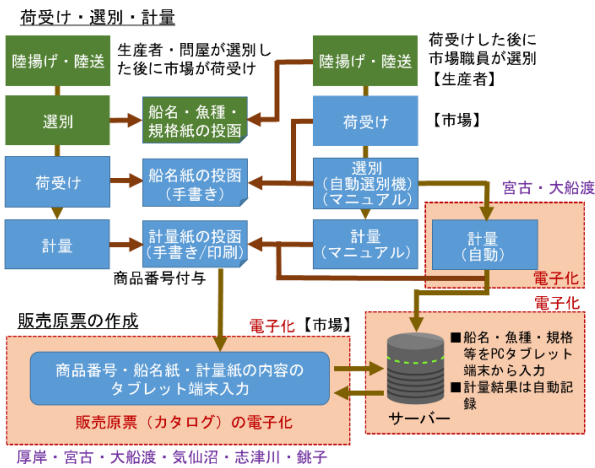 荷受け・選別・計量
陸揚げ・陸送
生産者・問屋が選別し
た後に市場が荷受け
陸揚げ・陸送
荷受けした後に
市場職員が選別
【生産者】
選別
船名・魚種・
規格紙の投函
荷受け
【市場】
荷受け
船名紙の投函
（手書き）
選別
（自動選別機）
（マニュアル）
宮古・大船渡
計量
計量紙の投函
（手書き/印刷）
計量
（マニュアル）
計量
（自動）
電子化
商品番号付与
販売原票の作成
電子化【市場】
電子化
商品番号・船名紙・計量紙の内容の
タブレット端末入力
販売原票（カタログ）の電子化
サーバー
■船名・魚種・規格
等をPCタブレット
端末から入力
■計量結果は自動記
録
厚岸・宮古・大船渡・気仙沼・志津川・銚子